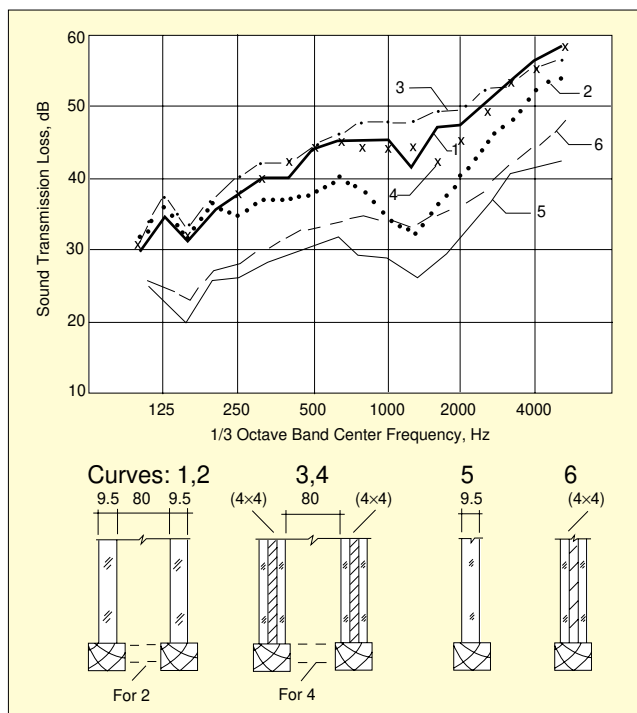 60
50
40
30
20
10
Sound Transmission Loss, dB
3
2
1
4
6
5
125 250 500 1000 2000 4000
1/3 Octave Band Center Frequency, Hz
Curves: 1,2 3,4 5 6
9.5 80 9.5 (4×4) 80 (4×4) 9.5 (4×4)
For 2 For 4